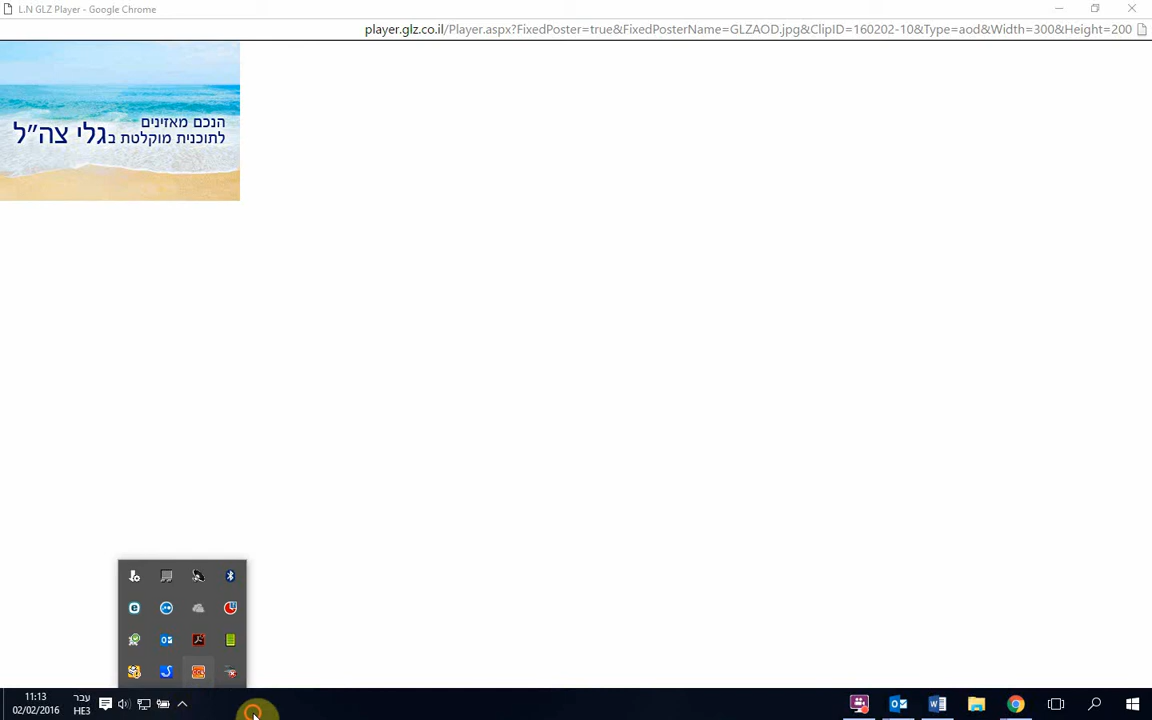 L.N GLZ Player - Google Chrome
player.glz.co.il/Player.aspx?FixedPoster=true&FixedPosterName=GLZAOD.jpg&ClipID=160202-10&Type=aod&Width=300&Height=200
הנכם מאזינים
לתוכנית מוקלטת בגלי צה"ל
11:13
02/02/2016
עבר
HE3